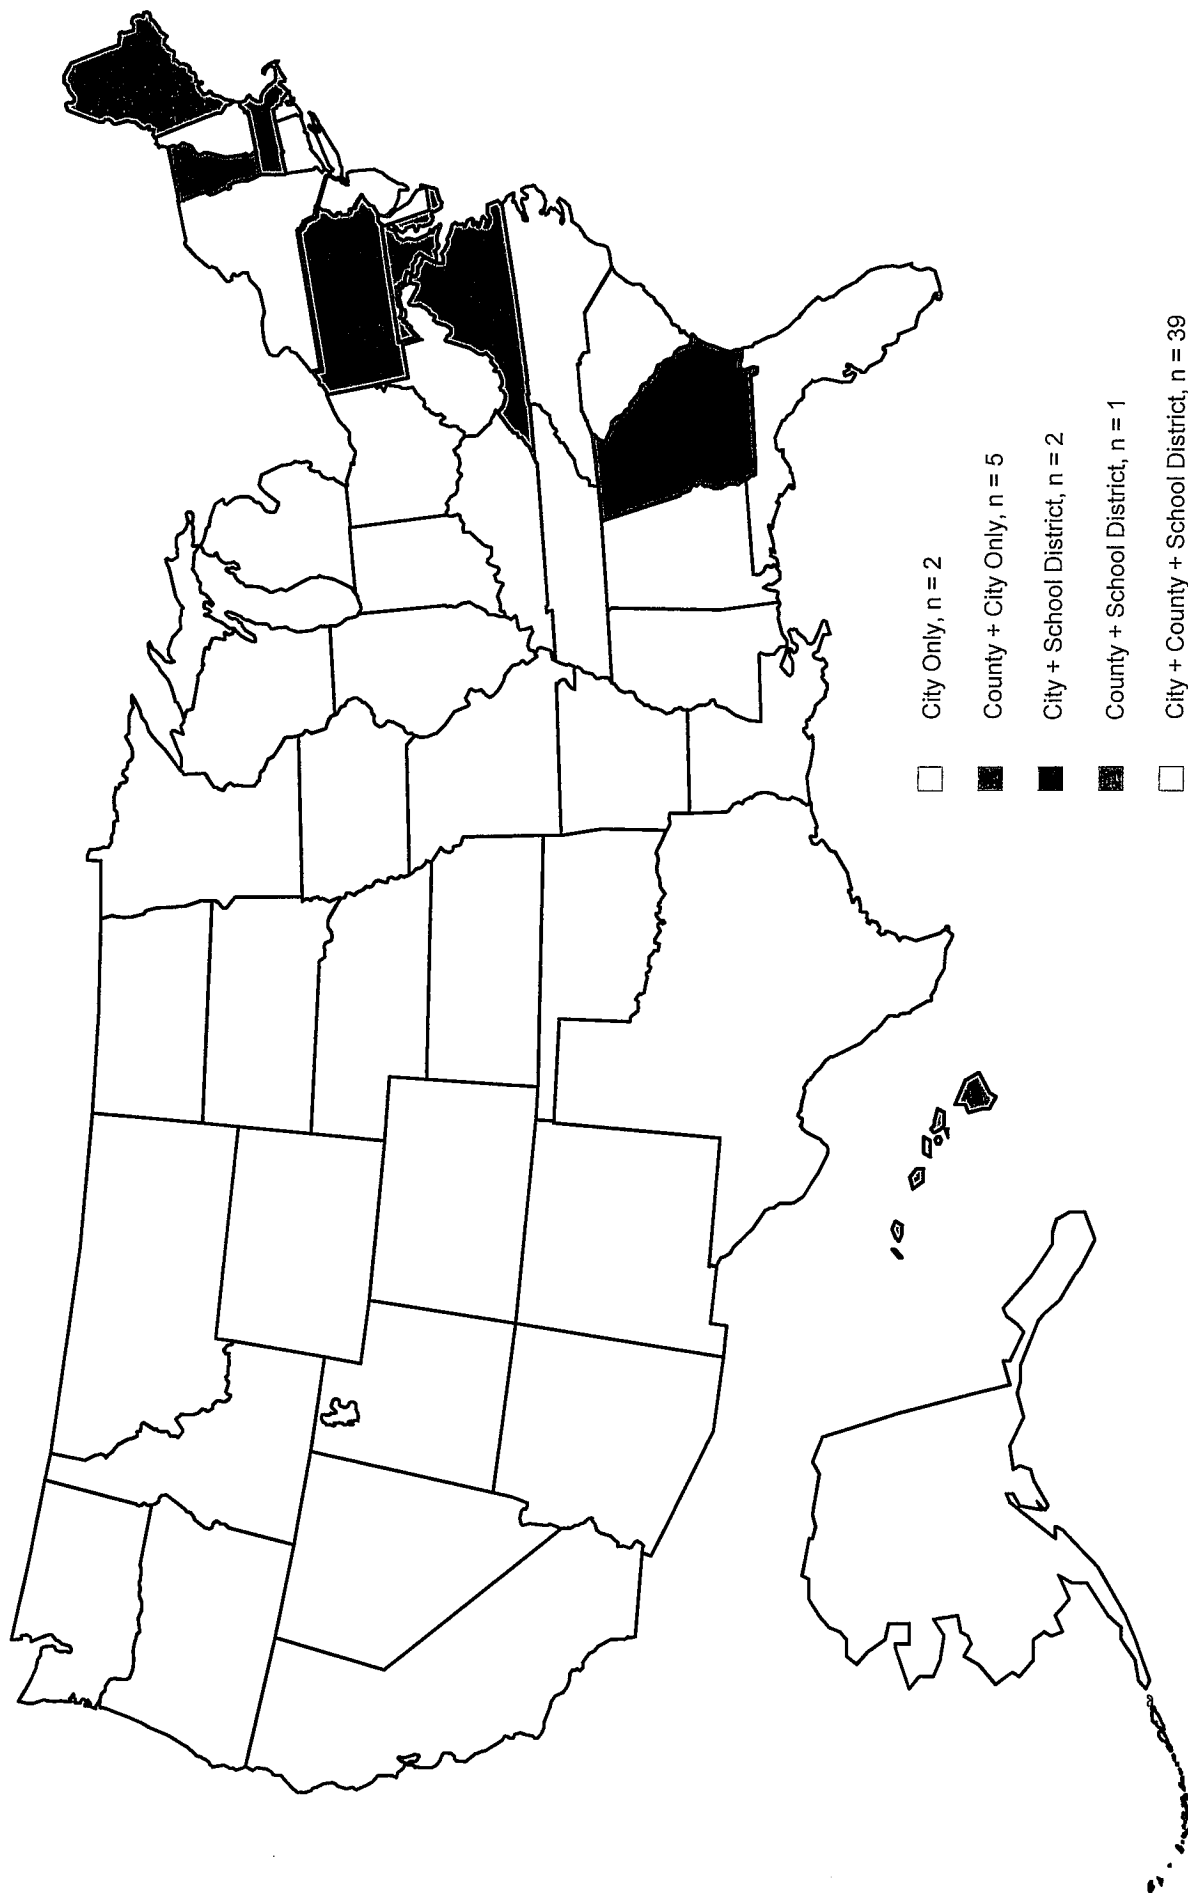 City Only, n = 2
County + City Only, n = 5
City + School District, n = 2
County + School District, n = 1
City + County + School District, n = 39